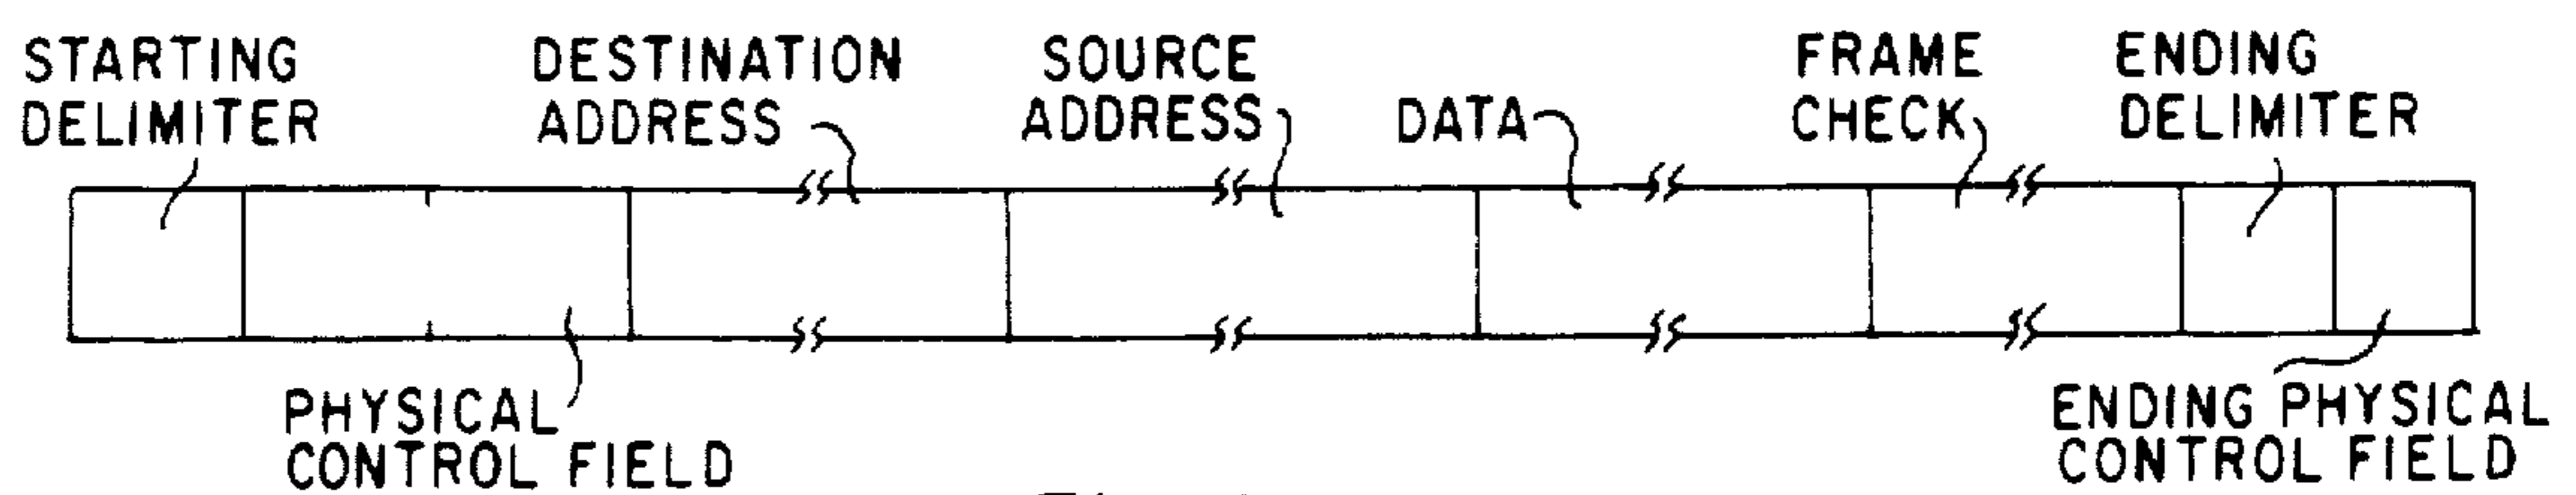 STARTING
DELIMITER
DESTINATION
ADDRESS
SOURCE
ADDRESS
DATA
FRAME
CHECK
ENDING
DELIMITER
PHYSICAL
CONTROL FIELD
ENDING PHYSICAL
CONTROL FIELD